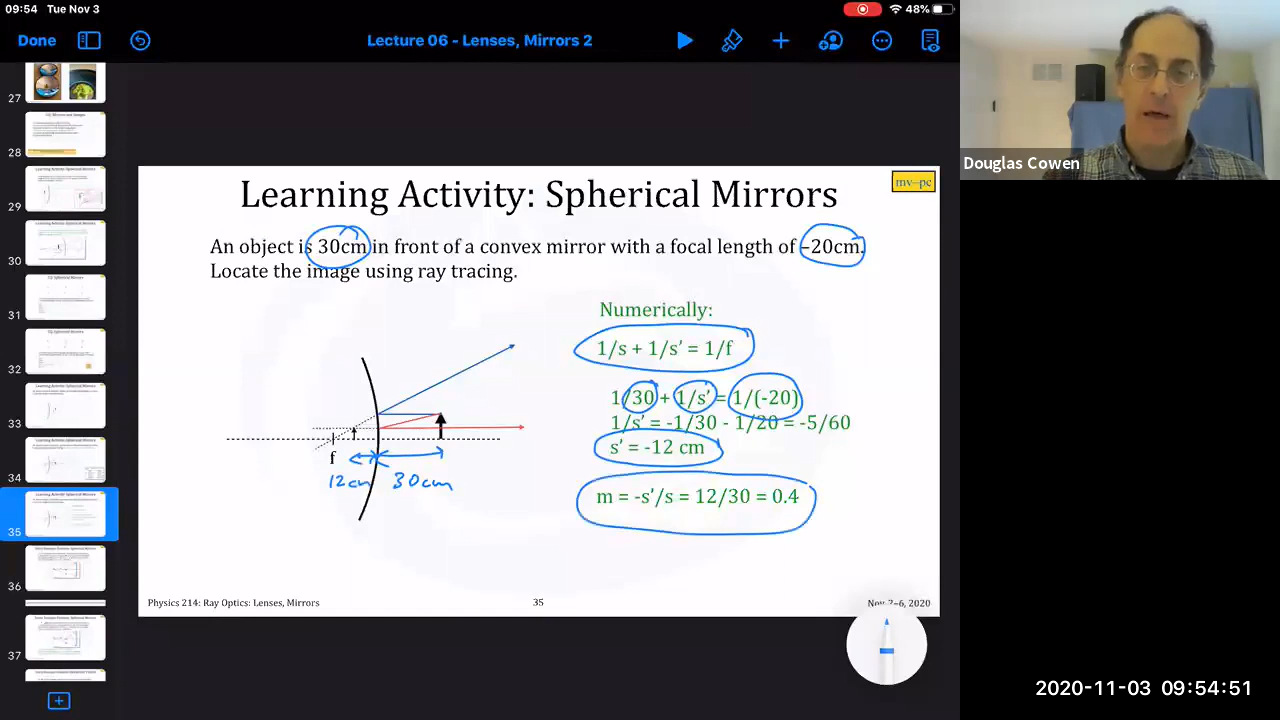 09:54 Tue Nov 3
48%
Done
Lecture 06 - Lenses, Mirrors 2
27
28
29
30
31
32
33
34
35
36
37
Learning Activity: Spherical Mirrors
mv-pc
An object is 30cm in front of a convex mirror with a focal length of –20cm.
Locate the image using ray tracing.
Numerically:
1/s + 1/s’ = 1/f
1/30 + 1/s’ = 1/(-20)
1/s’ = -1/30 - 1/20 = -5/60
s’ = -12 cm
m = -s’/s = 12/30 = 0.4
f
12cm 30cm
Physics 214: Ray Optics: Lenses, Mirrors
35
Nov 2–6, 2020
Douglas Cowen
2020-11-03 09:54:51